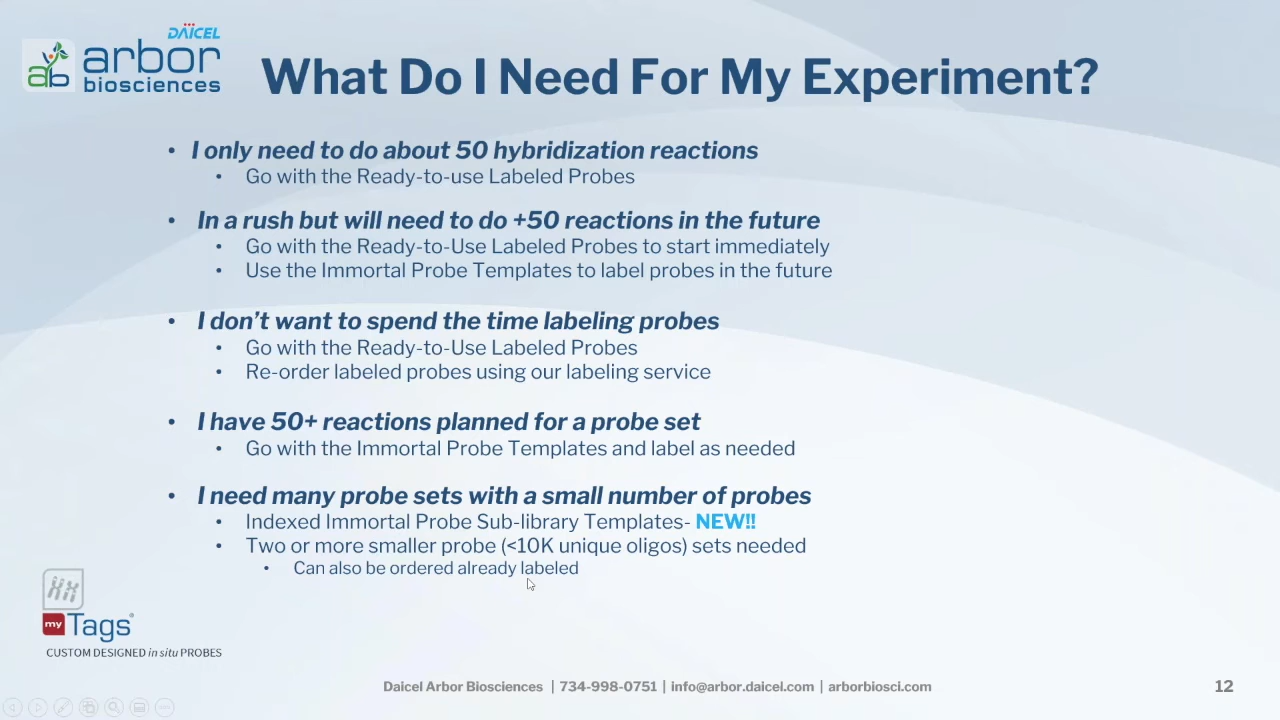 DAICEL
arbor
biosciences
ab
What Do I Need For My Experiment?
• I only need to do about 50 hybridization reactions
• Go with the Ready-to-use Labeled Probes
• In a rush but will need to do +50 reactions in the future
• Go with the Ready-to-Use Labeled Probes to start immediately
• Use the Immortal Probe Templates to label probes in the future
• I don’t want to spend the time labeling probes
• Go with the Ready-to-Use Labeled Probes
• Re-order labeled probes using our labeling service
• I have 50+ reactions planned for a probe set
• Go with the Immortal Probe Templates and label as needed
• I need many probe sets with a small number of probes
• Indexed Immortal Probe Sub-library Templates- NEW!!
• Two or more smaller probe (<10K unique oligos) sets needed
• Can also be ordered already labeled
my Tags®
CUSTOM DESIGNED in situ PROBES
Daicel Arbor Biosciences | 734-998-0751 | info@arbor.daicel.com | arborbiosci.com
12